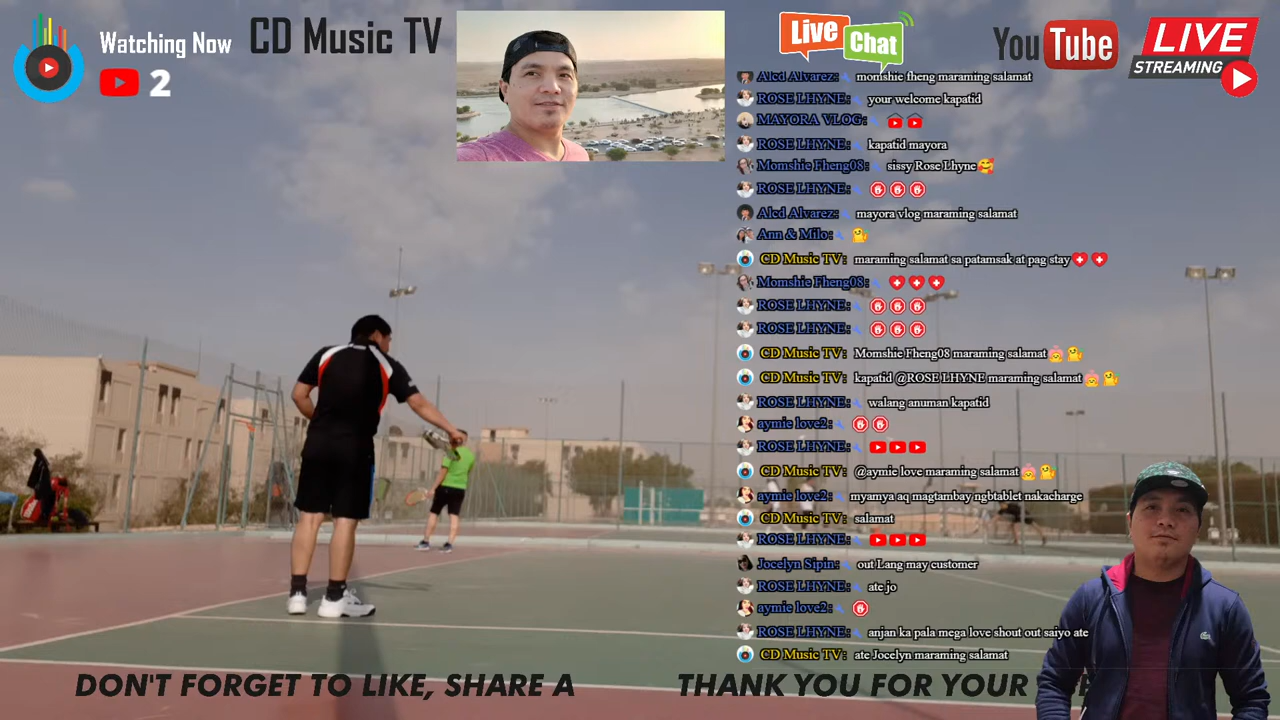 Watching Now
2
CD Music TV
Live
Chat
YouTube
LIVE
STREAMING
Alcd Alvarez: momshie fheng maraming salamat
ROSE LHYNE: your welcome kapatid
MAYORA VLOG:
ROSE LHYNE: kapatid mayora
Momshie Fheng08: sissy Rose Lhyne🥰
ROSE LHYNE:
Alcd Alvarez: mayora vlog maraming salamat
Ann & Milo:
CD Music TV: maraming salamat sa patamsak at pag stay
Momshie Fheng08:
ROSE LHYNE:
ROSE LHYNE:
CD Music TV: Momshie Fheng08 maraming salamat
CD Music TV: kapatid @ROSE LHYNE maraming salamat
ROSE LHYNE: walang anuman kapatid
aymie love2:
ROSE LHYNE:
CD Music TV: @aymie love maraming salamat
aymie love2: myamya aq magtambay ngbtablet nakacharge
CD Music TV: salamat
ROSE LHYNE:
Jocelyn Sipin: out Lang may customer
ROSE LHYNE: ate jo
aymie love2:
ROSE LHYNE: anjan ka pala mega love shout out saiyo ate
CD Music TV: ate Jocelyn maraming salamat
DON'T FORGET TO LIKE, SHARE A
THANK YOU FOR YOUR